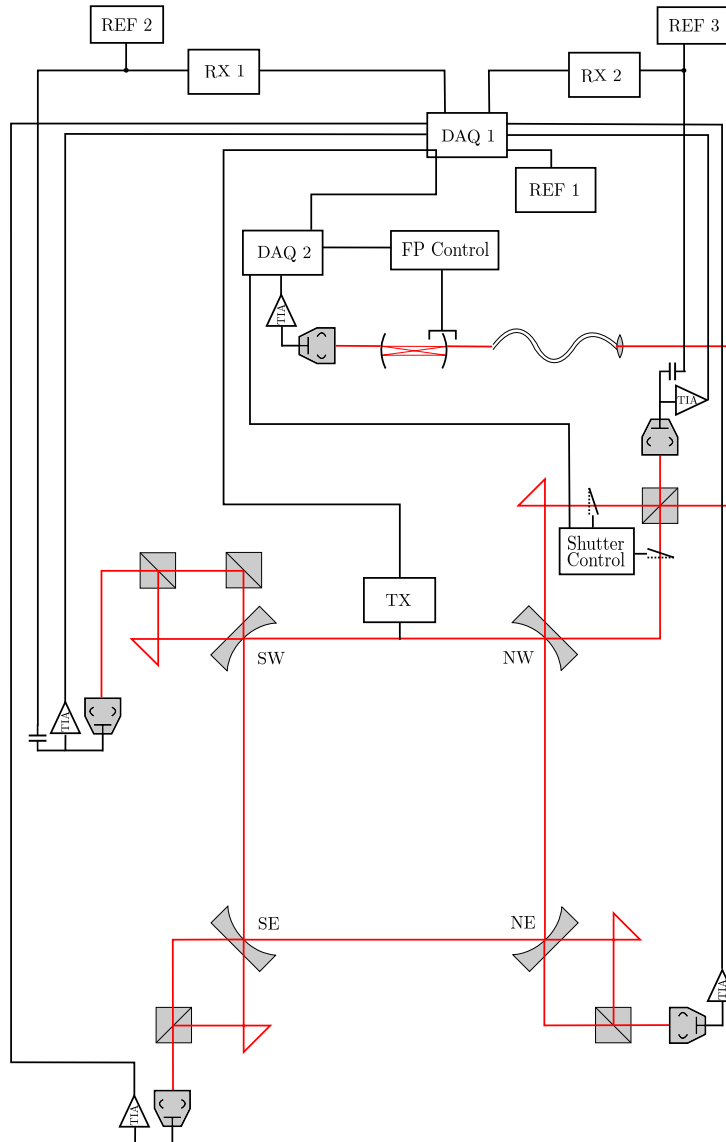 REF 2
REF 3
RX 1
RX 2
DAQ 1
REF 1
DAQ 2
FP Control
TIA
TIA
Shutter
Control
TX
SW
NW
TIA
SE
NE
TIA
TIA